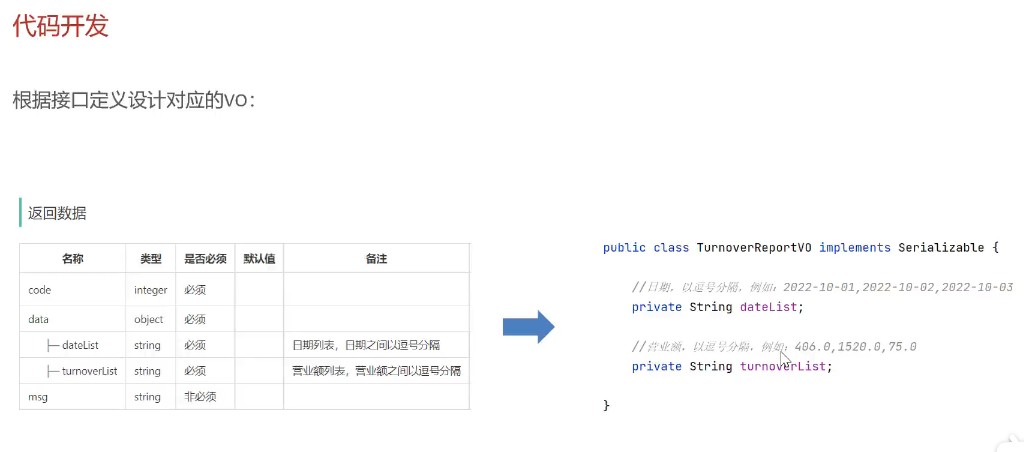 代码开发
根据接口定义设计对应的VO：
返回数据
名称 类型 是否必须 默认值 备注
code integer 必须
data object 必须
├─ dateList string 必须 日期列表，日期之间以逗号分隔
├─ turnoverList string 必须 营业额列表，营业额之间以逗号分隔
msg string 非必须
public class TurnoverReportVO implements Serializable {
//日期，以逗号分隔，例如：2022-10-01,2022-10-02,2022-10-03
private String dateList;
//营业额，以逗号分隔，例如：406.0,1520.0,75.0
private String turnoverList;
}